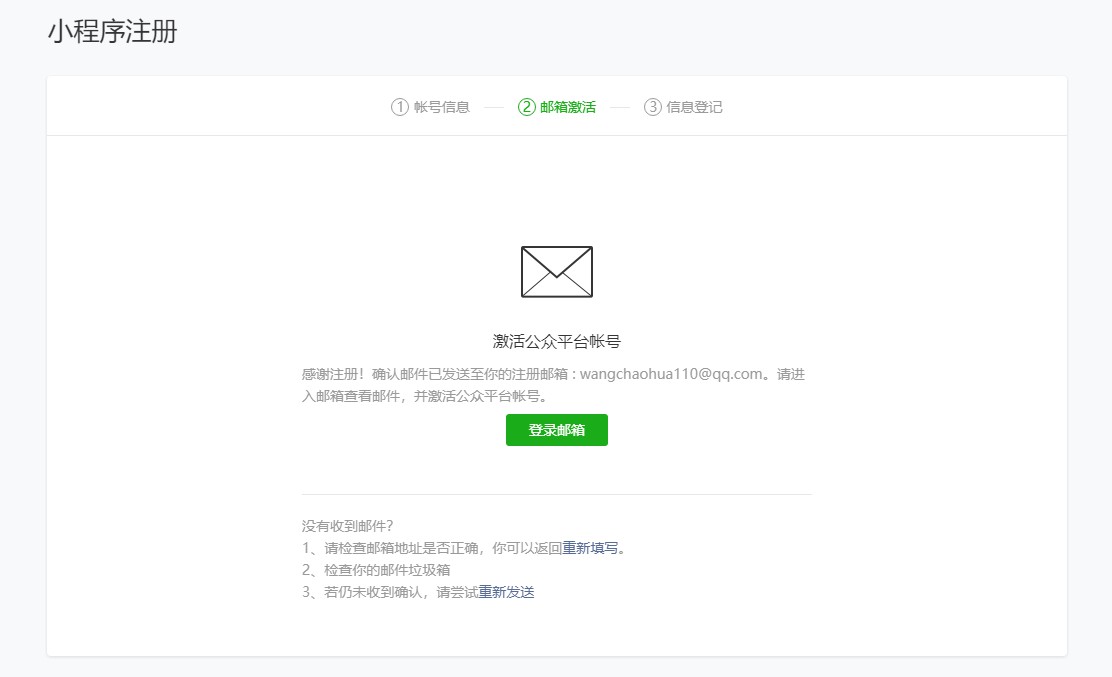 小程序注册
① 帐号信息 ② 邮箱激活 ③ 信息登记
激活公众平台帐号
感谢注册！确认邮件已发送至你的注册邮箱 : wangchaohua110@qq.com。请进
入邮箱查看邮件，并激活公众平台帐号。
登录邮箱
没有收到邮件？
1、请检查邮箱地址是否正确，你可以返回重新填写。
2、检查你的邮件垃圾箱
3、若仍未收到确认，请尝试重新发送